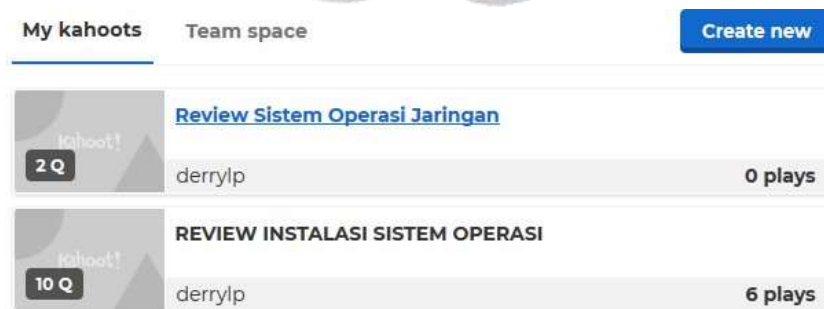 My kahoots Team space Create new
Review Sistem Operasi Jaringan
Kahoot!
2 Q
derrylp 0 plays
REVIEW INSTALASI SISTEM OPERASI
Kahoot!
10 Q
derrylp 6 plays